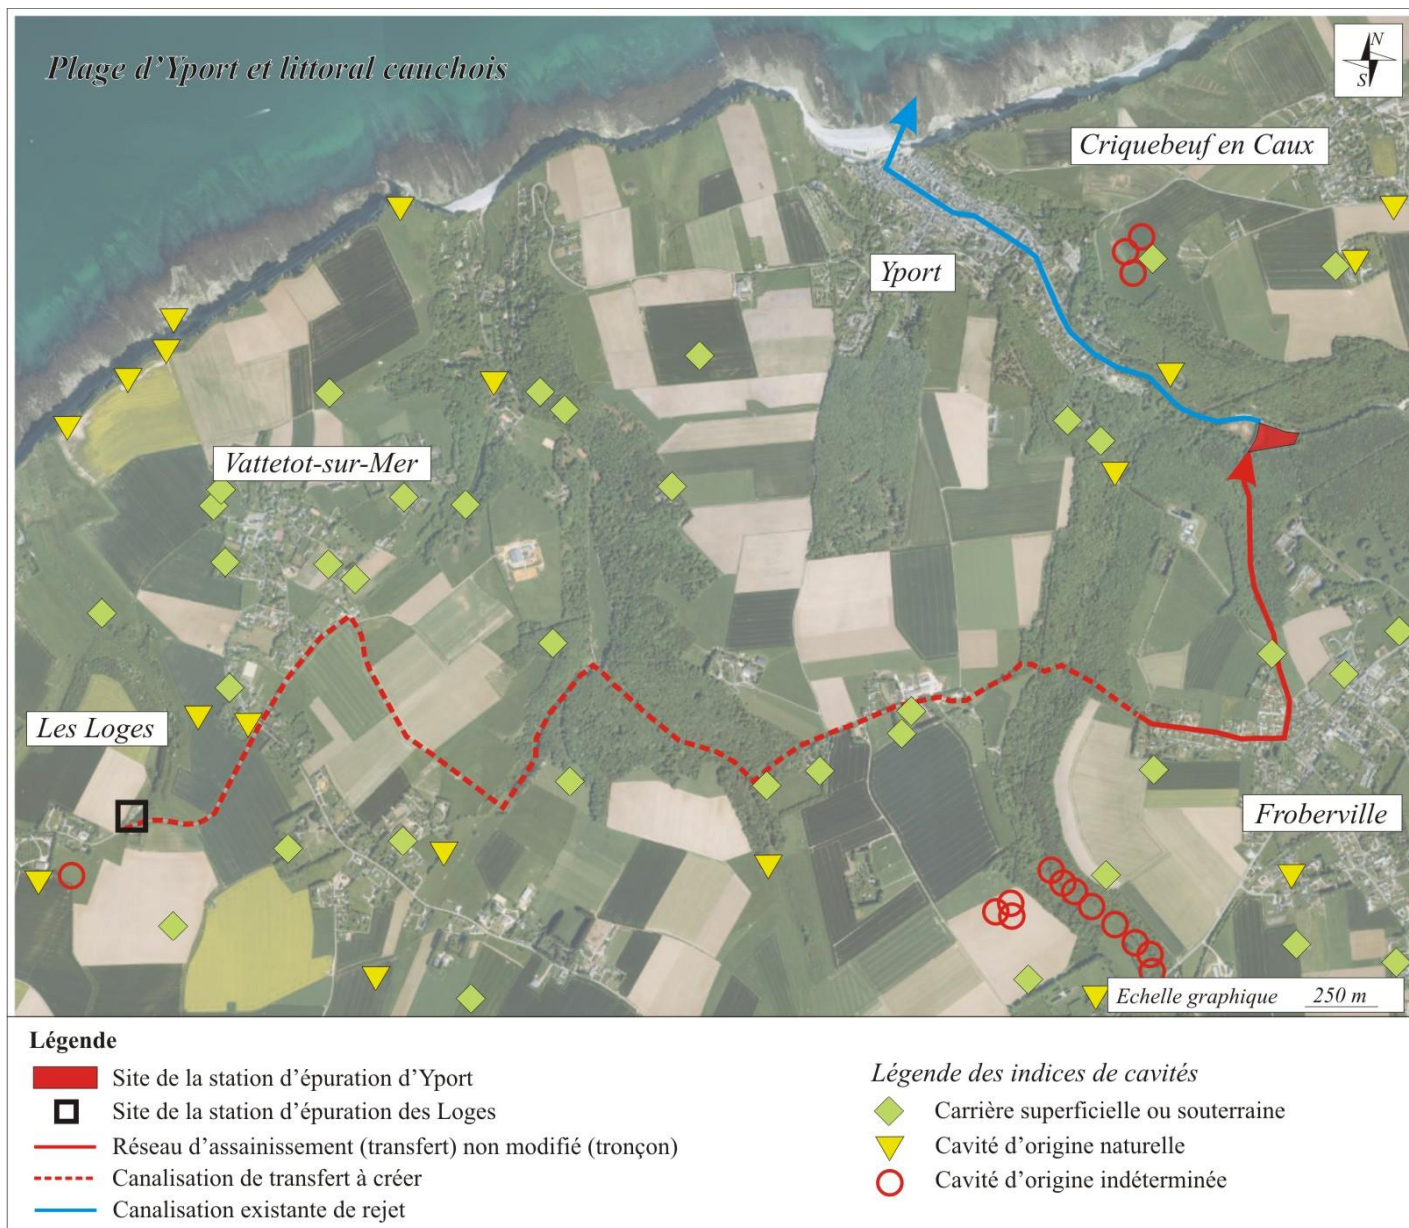 Plage d'Yport et littoral cauchois
N
S
Criquebeuf en Caux
Yport
Vattetot-sur-Mer
Les Loges
Froberville
Echelle graphique 250 m
Légende
Site de la station d'épuration d'Yport
Site de la station d'épuration des Loges
Réseau d'assainissement (transfert) non modifié (tronçon)
Canalisation de transfert à créer
Canalisation existante de rejet
Légende des indices de cavités
Carrière superficielle ou souterraine
Cavité d'origine naturelle
Cavité d'origine indéterminée